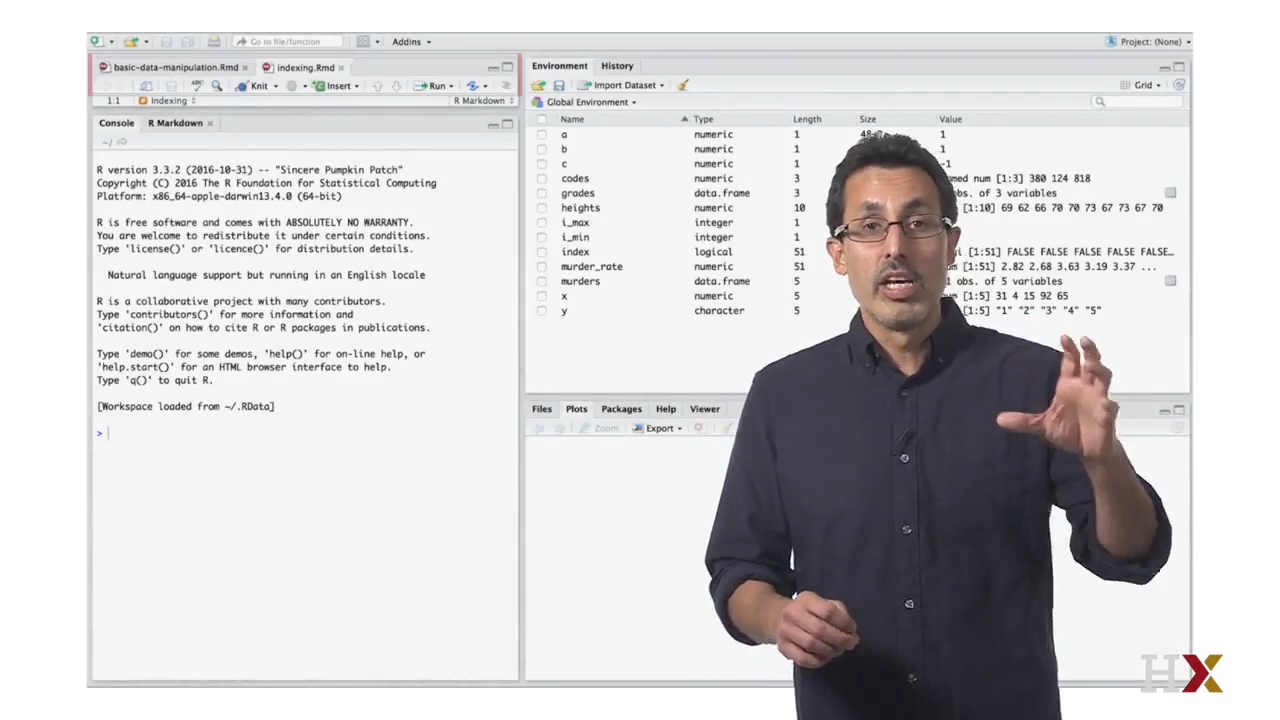 Go to file/function
Addins
Project: (None)
basic-data-manipulation.Rmd
indexing.Rmd
Knit
Insert
Run
1:1
Indexing
R Markdown
Console
R Markdown
~/
R version 3.3.2 (2016-10-31) -- "Sincere Pumpkin Patch"
Copyright (C) 2016 The R Foundation for Statistical Computing
Platform: x86_64-apple-darwin13.4.0 (64-bit)
R is free software and comes with ABSOLUTELY NO WARRANTY.
You are welcome to redistribute it under certain conditions.
Type 'license()' or 'licence()' for distribution details.
Natural language support but running in an English locale
R is a collaborative project with many contributors.
Type 'contributors()' for more information and
'citation()' on how to cite R or R packages in publications.
Type 'demo()' for some demos, 'help()' for on-line help, or
'help.start()' for an HTML browser interface to help.
Type 'q()' to quit R.
[Workspace loaded from ~/.RData]
>
Environment
History
Import Dataset
Grid
Global Environment
Name Type Length Size Value
a numeric 1 1
b numeric 1 1
c numeric 1 -1
codes numeric 3 num [1:3] 380 124 818
grades data.frame 3 obs. of 3 variables
heights numeric 10 [1:10] 69 62 66 70 70 73 67 73 67 70
i_max integer 1
i_min integer 1
index logical 51 [1:51] FALSE FALSE FALSE FALSE FALSE…
murder_rate numeric 51 [1:51] 2.82 2.68 3.63 3.19 3.37 ...
murders data.frame 5 obs. of 5 variables
x numeric 5 [1:5] 31 4 15 92 65
y character 5 [1:5] "1" "2" "3" "4" "5"
Files
Plots
Packages
Help
Viewer
Zoom
Export
HX